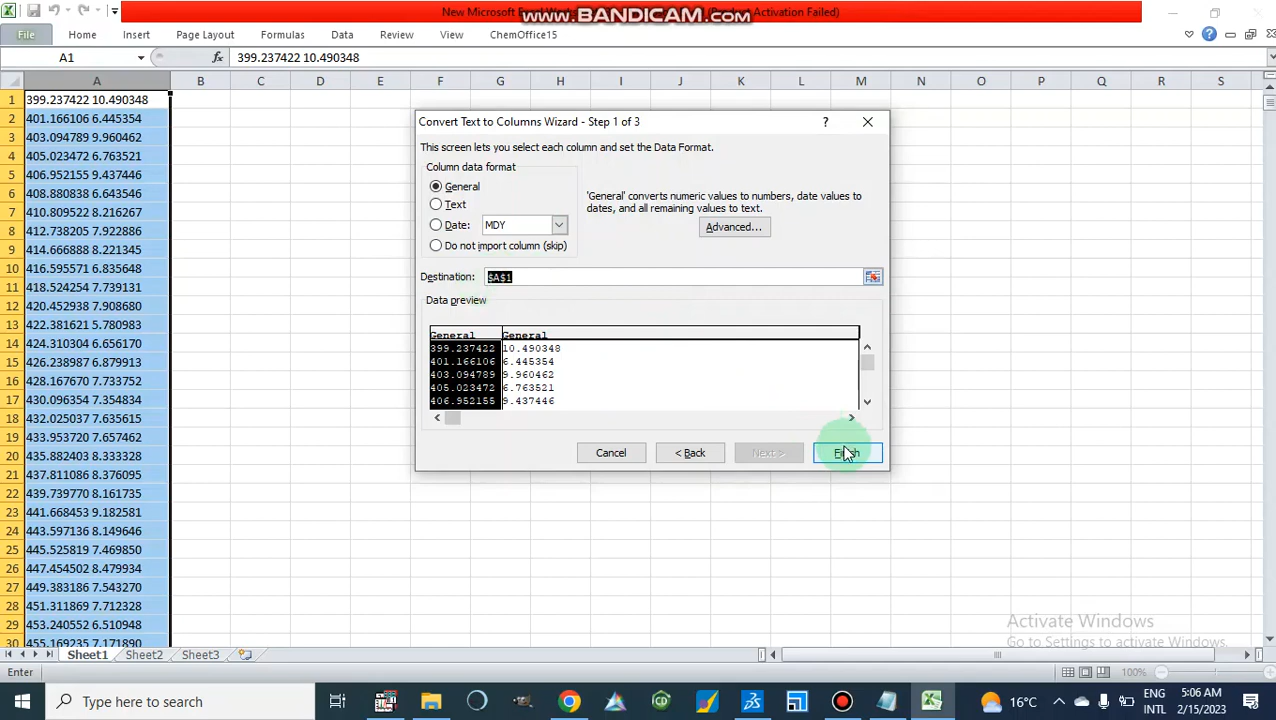 New Microsoft Excel Wo
(Product Activation Failed)
www.BANDICAM.com
File Home Insert Page Layout Formulas Data Review View ChemOffice15
A1 fx 399.237422 10.490348
A B C D E F G H I J K L M N O P Q R S
1 399.237422 10.490348
2 401.166106 6.445354
3 403.094789 9.960462
4 405.023472 6.763521
5 406.952155 9.437446
6 408.880838 6.643546
7 410.809522 8.216267
8 412.738205 7.922886
9 414.666888 8.221345
10 416.595571 6.835648
11 418.524254 7.739131
12 420.452938 7.908680
13 422.381621 5.780983
14 424.310304 6.656157
15 426.238987 6.879913
16 428.167670 7.733752
17 430.096354 7.354834
18 432.025037 7.635615
19 433.953720 7.657462
20 435.882403 8.333328
21 437.811086 8.376535
22 439.739770 8.161357
23 441.668453 9.182581
24 443.597136 8.149646
25 445.525819 7.469850
26 447.454502 8.479934
27 449.383186 7.543270
28 451.311869 7.712328
29 453.240552 6.510948
30 455.169235 7.171890
Convert Text to Columns Wizard - Step 1 of 3
This screen lets you select each column and set the Data Format.
Column data format
General
Text
Date: MDY
Do not import column (skip)
'General' converts numeric values to numbers, date values to
dates, and all remaining values to text.
Advanced...
Destination: $A$1
Data preview
General General
399.237422 10.490348
401.166106 6.445354
403.094789 9.960462
405.023472 6.763521
406.952155 9.437446
Cancel < Back Next > Finish
Activate Windows
Go to Settings to activate Windows.
Sheet1 Sheet2 Sheet3
Enter 100%
Type here to search
16°C
ENG
INTL
5:06 AM
2/15/2023